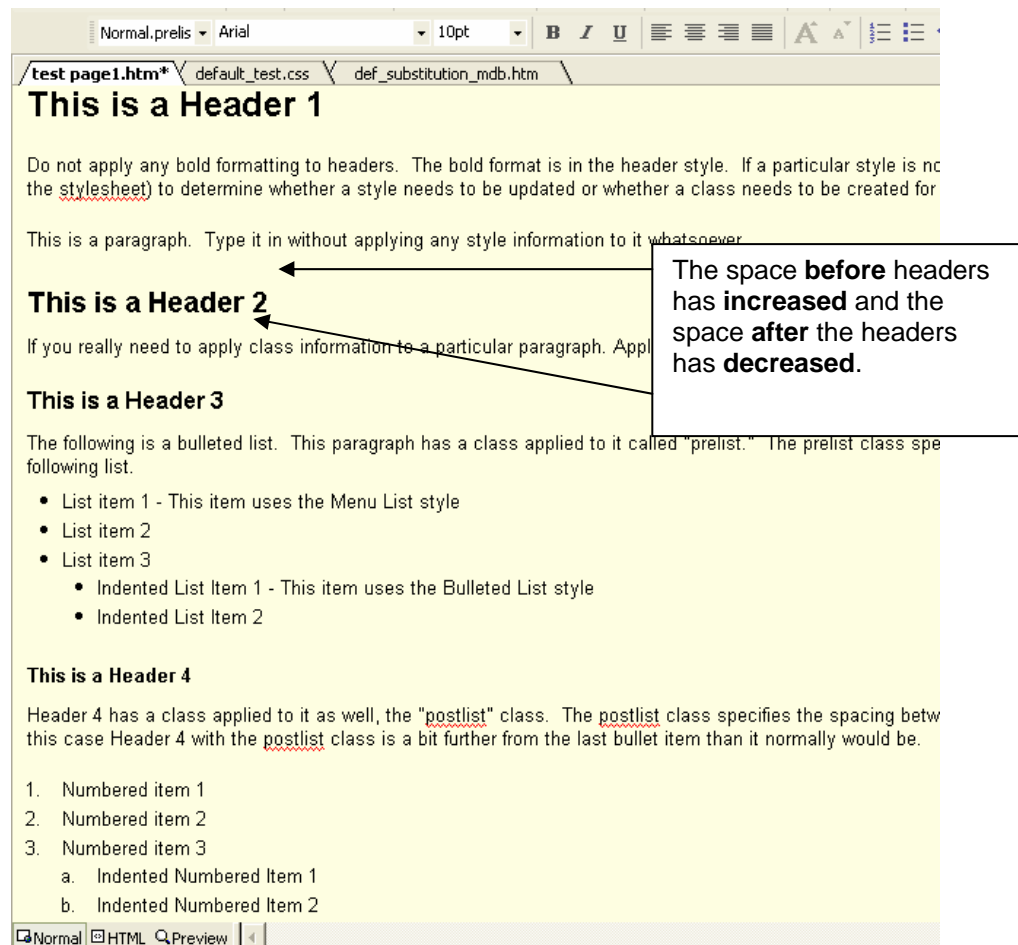 Normal.prelis Arial 10pt B I U A A
test page1.htm* default_test.css def_substitution_mdb.htm
This is a Header 1
Do not apply any bold formatting to headers.  The bold format is in the header style.  If a particular style is no
the stylesheet) to determine whether a style needs to be updated or whether a class needs to be created for
This is a paragraph.  Type it in without applying any style information to it whatsoever.
The space before headers
has increased and the
space after the headers
has decreased.
This is a Header 2
If you really need to apply class information to a particular paragraph. Appl
This is a Header 3
The following is a bulleted list.  This paragraph has a class applied to it called "prelist."  The prelist class spe
following list.
• List item 1 - This item uses the Menu List style
• List item 2
• List item 3
• Indented List Item 1 - This item uses the Bulleted List style
• Indented List Item 2
This is a Header 4
Header 4 has a class applied to it as well, the "postlist" class.  The postlist class specifies the spacing betw
this case Header 4 with the postlist class is a bit further from the last bullet item than it normally would be.
1. Numbered item 1
2. Numbered item 2
3. Numbered item 3
a. Indented Numbered Item 1
b. Indented Numbered Item 2
Normal HTML Preview